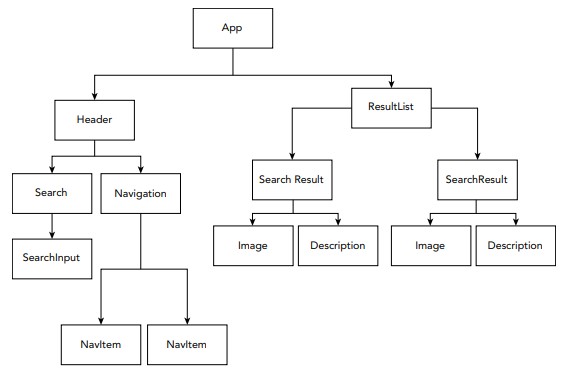 App
ResultList
Header
Search Result
SearchResult
Search
Navigation
Image
Description
Image
Description
SearchInput
NavItem
NavItem